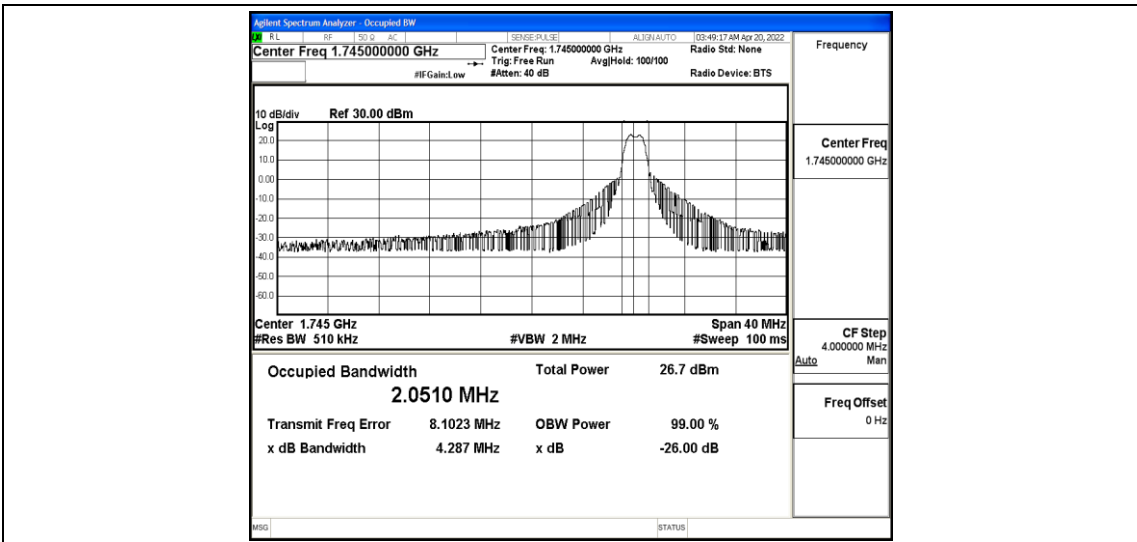 Agilent Spectrum Analyzer - Occupied BW
LXI RL RF 50 Ω AC SENSE:PULSE ALIGNAUTO 03:49:17 AM Apr 20, 2022
Center Freq 1.745000000 GHz
Center Freq: 1.745000000 GHz Radio Std: None
Trig: Free Run Avg|Hold: 100/100
#IFGain:Low #Atten: 40 dB Radio Device: BTS
10 dB/div Ref 30.00 dBm
Log
20.0
10.0
0.00
-10.0
-20.0
-30.0
-40.0
-50.0
-60.0
Center 1.745 GHz Span 40 MHz
#Res BW 510 kHz #VBW 2 MHz #Sweep 100 ms
Occupied Bandwidth Total Power 26.7 dBm
2.0510 MHz
Transmit Freq Error 8.1023 MHz OBW Power 99.00 %
x dB Bandwidth 4.287 MHz x dB -26.00 dB
MSG STATUS
Frequency
Center Freq
1.745000000 GHz
CF Step
4.000000 MHz
Auto Man
Freq Offset
0 Hz